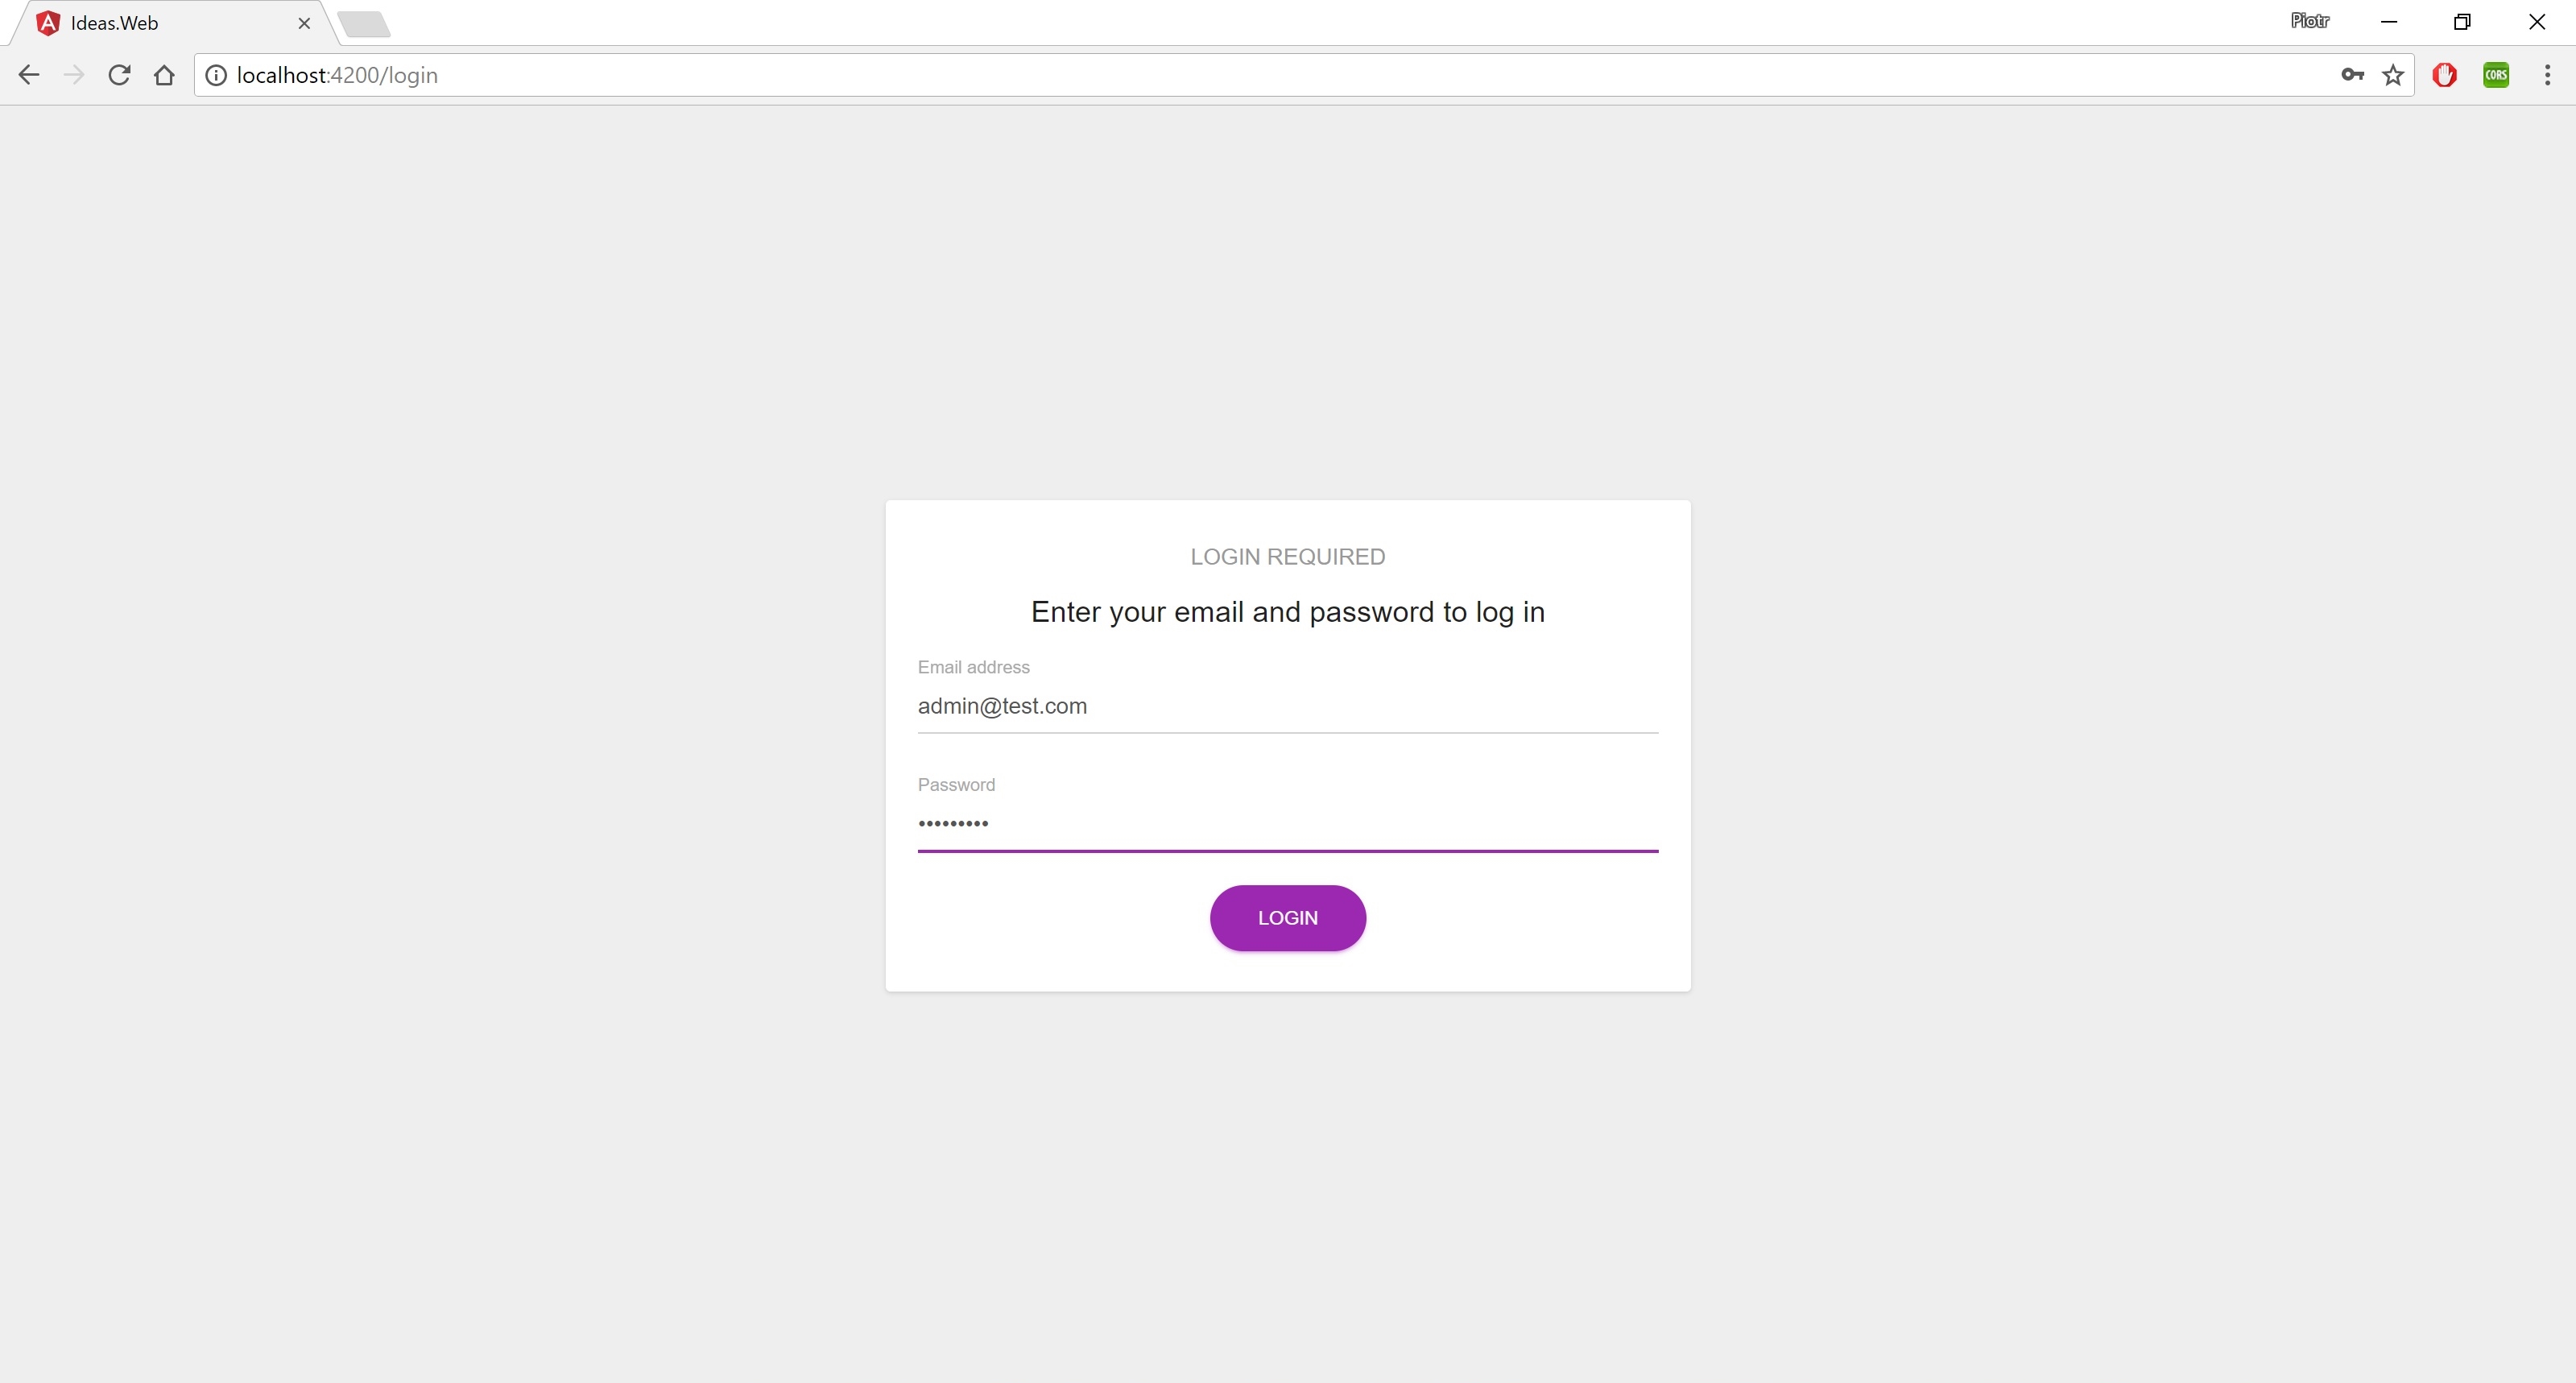 Ideas.Web
Piotr
localhost:4200/login
CORS
LOGIN REQUIRED
Enter your email and password to log in
Email address
admin@test.com
Password
•••••••••
LOGIN